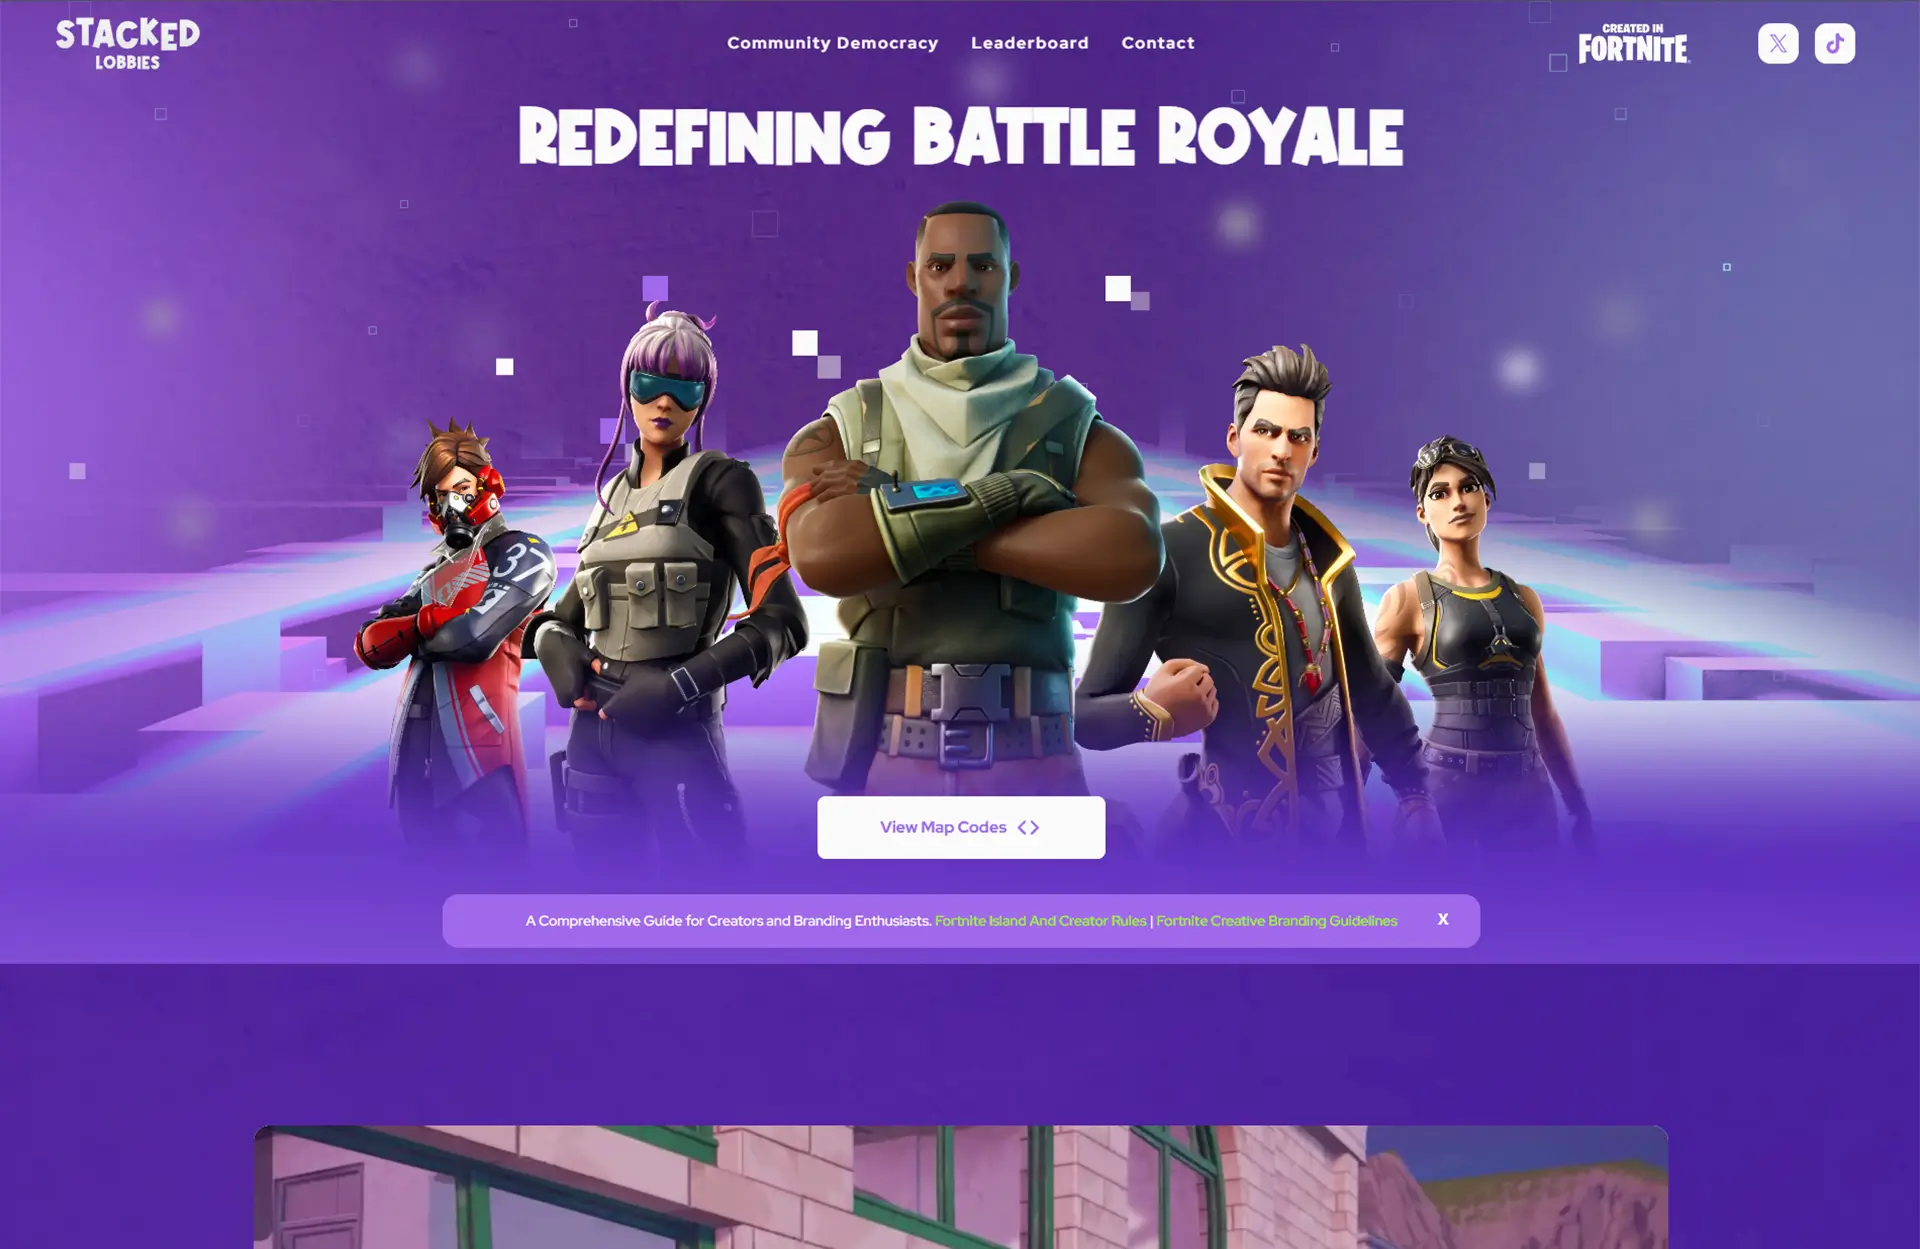 STACKED
LOBBIES
Community Democracy
Leaderboard
Contact
CREATED IN
FORTNITE
X
REDEFINING BATTLE ROYALE
37
View Map Codes <>
A Comprehensive Guide for Creators and Branding Enthusiasts. Fortnite Island And Creator Rules | Fortnite Creative Branding Guidelines
X